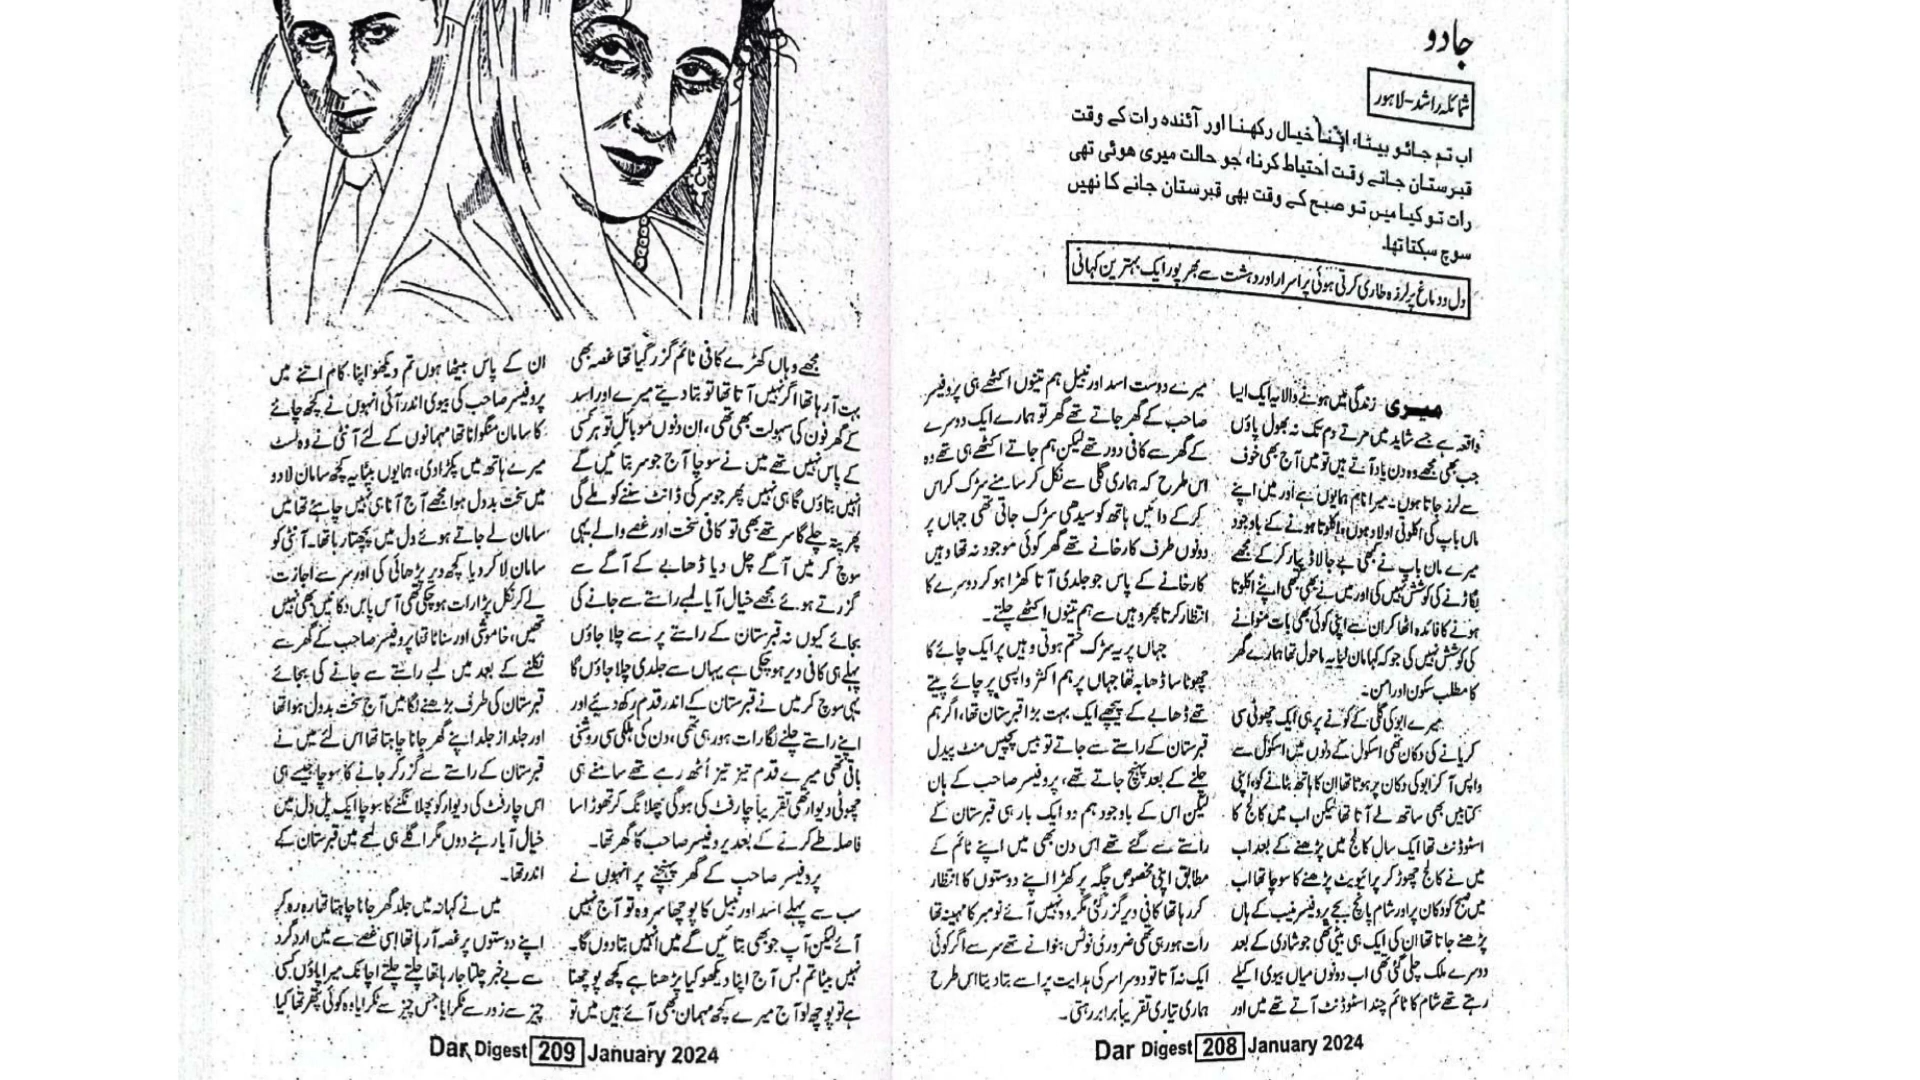 جادو
شمائلہ راشد-لاہور
اب تم جائو بیٹا، اپنا خیال رکھنا اور آئندہ رات کے وقت
قبرستان جاتے وقت احتیاط کرنا، جو حالت میری ھوئی تھی
رات تو کیا میں تو صبح کے وقت بھی قبرستان جانے کا نھیں
سوچ سکتا تھا۔
دل و دماغ پر لرزہ طاری کرتی ہوئی پراسرار اور دہشت سے بھرپور ایک بہترین کہانی
میری زندگی میں ہونے والا یہ ایک ایسا
واقعہ ہے جسے شاید میں مرتے دم تک نہ بھول پاؤں
جب بھی مجھے وہ دن یاد آتے ہیں تو میں آج بھی خوف
سے لرز جاتا ہوں۔ میرا نام ہمایوں ہے اور میں اپنے
ماں باپ کی اکلوتی اولاد ہوں، اکلوتا ہونے کے باوجود
میرے ماں باپ نے کبھی بے جا لاڈ پیار کر کے مجھے
بگاڑنے کی کوشش نہیں کی اور میں نے بھی کبھی اپنے اکلوتا
ہونے کا فائدہ اٹھا کر ان سے اپنی کوئی بھی بات منوانے
کی کوشش نہیں کی جو کہا مان لیا یہ ماحول تھا ہمارے گھر
کا مطلب سکون اور امن۔
میرے ابو کی گلی کے کونے پر ہی ایک چھوٹی سی
کریانے کی دکان تھی اسکول کے دنوں میں اسکول سے
واپس آ کر ابو کی دکان پر ہوتا تھا ان کا ہاتھ بٹانے کو، اپنی
کتابیں بھی ساتھ لے آتا تھا لیکن اب میں کالج کا
اسٹوڈنٹ تھا ایک سال کالج میں پڑھنے کے بعد اب
میں نے کالج چھوڑ کر پرائیویٹ پڑھنے کا سوچا تھا اب
میں صبح کو دکان پر اور شام پانچ بجے پروفیسر منیب کے ہاں
پڑھنے جاتا تھا ان کی ایک ہی بیٹی تھی جو شادی کے بعد
دوسرے ملک چلی گئی تھی اب دونوں میاں بیوی اکیلے
رہتے تھے شام کا ٹائم چند اسٹوڈنٹ آتے تھے میں اور
میرے دوست اسد اور نبیل ہم تینوں اکٹھے ہی پروفیسر
صاحب کے گھر جاتے تھے گھر تو ہمارے ایک دوسرے
کے گھر سے کافی دور تھے لیکن ہم جاتے اکٹھے ہی تھے وہ
اس طرح کہ ہماری گلی سے نکل کر سامنے سڑک کراس
کر کے دائیں ہاتھ کو سیدھی سڑک جاتی تھی جہاں پر
دونوں طرف کارخانے تھے گھر کوئی موجود نہ تھا وہیں
کارخانے کے پاس جو جلدی آتا کھڑا ہو کر دوسرے کا
انتظار کرتا پھر وہیں سے ہم تینوں اکٹھے چلتے۔
جہاں پر یہ سڑک ختم ہوتی وہیں پر ایک چائے کا
چھوٹا سا ڈھابہ تھا جہاں پر ہم اکثر واپسی پر چائے پیتے
تھے ڈھابے کے پیچھے ایک بہت بڑا قبرستان تھا، اگر ہم
قبرستان کے راستے سے جاتے تو بیس پچیس منٹ پیدل
چلنے کے بعد پہنچ جاتے تھے، پروفیسر صاحب کے ہاں
لیکن اس کے باوجود ہم دو ایک بار ہی قبرستان کے
راستے سے گئے تھے اس دن بھی میں اپنے ٹائم کے
مطابق اپنی مخصوص جگہ پر کھڑا اپنے دوستوں کا انتظار
کر رہا تھا کافی دیر گزر گئی مگر وہ نہیں آئے نومبر کا مہینہ تھا
رات ہو رہی تھی ضروری نوٹس بنوانے تھے سر سے اگر کوئی
ایک نہ آتا تو دوسرا سر کی ہدایت پر اسے بتا دیتا اس طرح
ہماری تیاری تقریباً برابر رہتی۔
Dar Digest 208 January 2024
مجھے وہاں کھڑے کافی ٹائم گزر گیا تھا غصہ بھی
بہت آ رہا تھا اگر نہیں آنا تھا تو بتا دیتے میرے اور اسد
کے گھر فون کی سہولت بھی تھی، ان دنوں موبائل تو ہر کسی
کے پاس نہیں تھے میں نے سوچا آج جو سر بتائیں گے
انہیں بتاؤں گا ہی نہیں پھر جو سر کی ڈانٹ سننے کو ملے گی
پھر پتہ چلے گا سر تھے بھی تو کافی سخت اور غصے والے یہی
سوچ کر میں آگے چل دیا ڈھابے کے آگے سے
گزرتے ہوئے مجھے خیال آیا لمبے راستے سے جانے کی
بجائے کیوں نہ قبرستان کے راستے پر سے چلا جاؤں
پہلے ہی کافی دیر ہو چکی ہے یہاں سے جلدی چلا جاؤں گا
یہی سوچ کر میں نے قبرستان کے اندر قدم رکھ دیئے اور
اپنے راستے چلنے لگا رات ہو رہی تھی، دن کی ہلکی سی روشنی
باقی تھی میرے قدم تیز تیز اُٹھ رہے تھے سامنے ہی
چھوٹی دیوار تھی تقریباً چار فٹ کی ہو گی پھلانگ کر تھوڑا سا
فاصلہ طے کرنے کے بعد پروفیسر صاحب کا گھر تھا۔
پروفیسر صاحب کے گھر پہنچنے پر انہوں نے
سب سے پہلے اسد اور نبیل کا پوچھا سر وہ تو آج نہیں
آئے لیکن آپ جو بھی بتائیں گے میں انہیں بتا دوں گا۔
نہیں بیٹا تم بس آج اپنا دیکھو کیا پڑھنا ہے کچھ پوچھنا
ہے تو پوچھ لو آج میرے کچھ مہمان بھی آئے ہیں میں تو
ان کے پاس بیٹھا ہوں تم دیکھو اپنا کام اتنے میں
پروفیسر صاحب کی بیوی اندر آئی انہوں نے کچھ چائے
کا سامان منگوانا تھا مہمانوں کے لئے آنٹی نے وہ لسٹ
میرے ہاتھ میں پکڑا دی، ہمایوں بیٹا یہ کچھ سامان لا دو
میں سخت بددل ہوا مجھے آج آنا ہی نہیں چاہئے تھا میں
سامان لے جاتے ہوئے دل میں پچھتا رہا تھا۔ آنٹی کو
سامان لا کر دیا کچھ دیر پڑھائی کی اور سر سے اجازت
لے کر نکل پڑا رات ہو چکی تھی آس پاس دکانیں بھی نہیں
تھیں، خاموشی اور سناٹا تھا پروفیسر صاحب کے گھر سے
نکلنے کے بعد میں لمبے راستے سے جانے کی بجائے
قبرستان کی طرف بڑھنے لگا میں آج سخت بددل ہوا تھا
اور جلد از جلد اپنے گھر جانا چاہتا تھا اس لئے میں نے
قبرستان کے راستے سے گزر کر جانے کا سوچا جیسے ہی
اس چار فٹ کی دیوار کو پھلانگنے کا سوچا ایک پل دل میں
خیال آیا رہنے دوں مگر اگلے ہی لمحے میں قبرستان کے
اندر تھا۔
میں نے کہا نہ میں جلد گھر جانا چاہتا تھا رہ رہ کر
اپنے دوستوں پر غصہ آ رہا تھا اسی غصے سے میں ارد گرد
سے بے خبر چلتا جا رہا تھا چلتے چلتے اچانک میرا پاؤں کسی
چیز سے زور سے ٹکرایا جس چیز سے ٹکرایا وہ کوئی پتھر تھا کیا
Dar Digest 209 January 2024